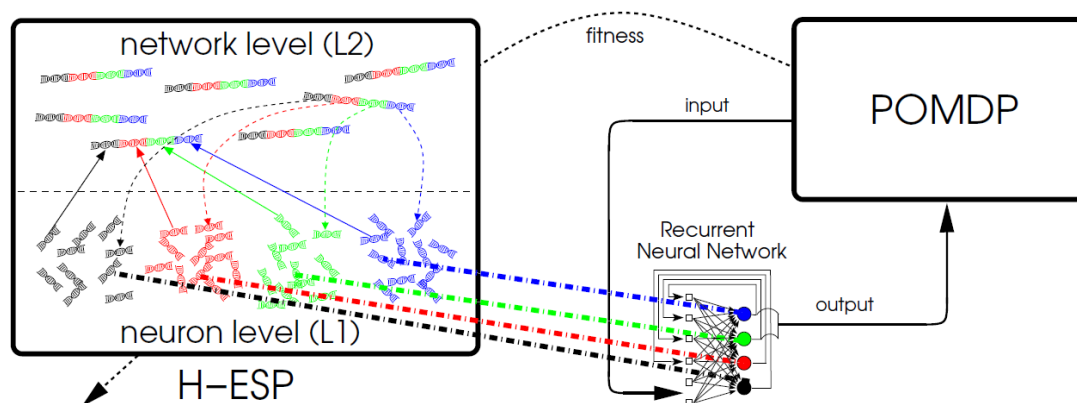 network level (L2)
fitness
input
POMDP
Recurrent
Neural Network
output
neuron level (L1)
H-ESP